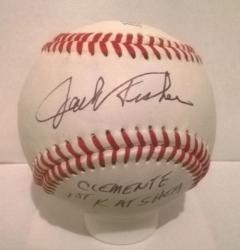 Jack Fisher
CLEMENTE
1ST K AT SHEA